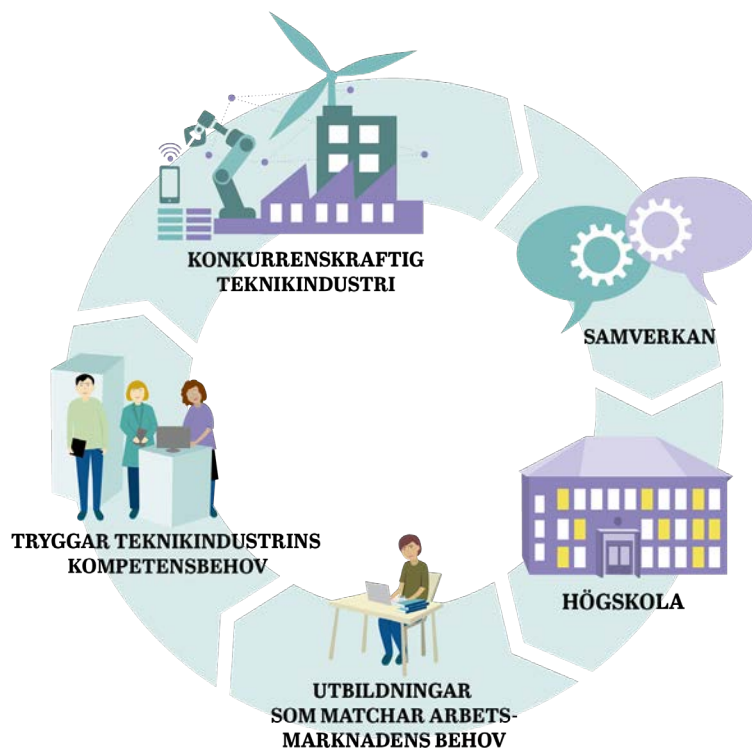 KONKURRENSKRAFTIG
TEKNIKINDUSTRI
SAMVERKAN
HÖGSKOLA
UTBILDNINGAR
SOM MATCHAR ARBETS-
MARKNADENS BEHOV
TRYGGAR TEKNIKINDUSTRINS
KOMPETENSBEHOV